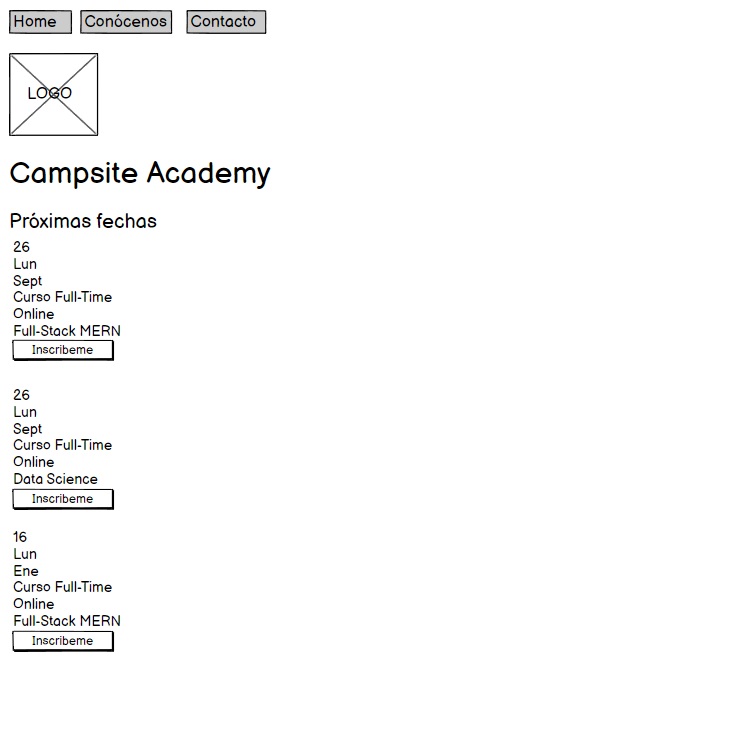 Home Conócenos Contacto
LOGO
Campsite Academy
Próximas fechas
26
Lun
Sept
Curso Full-Time
Online
Full-Stack MERN
Inscribeme
26
Lun
Sept
Curso Full-Time
Online
Data Science
Inscribeme
16
Lun
Ene
Curso Full-Time
Online
Full-Stack MERN
Inscribeme